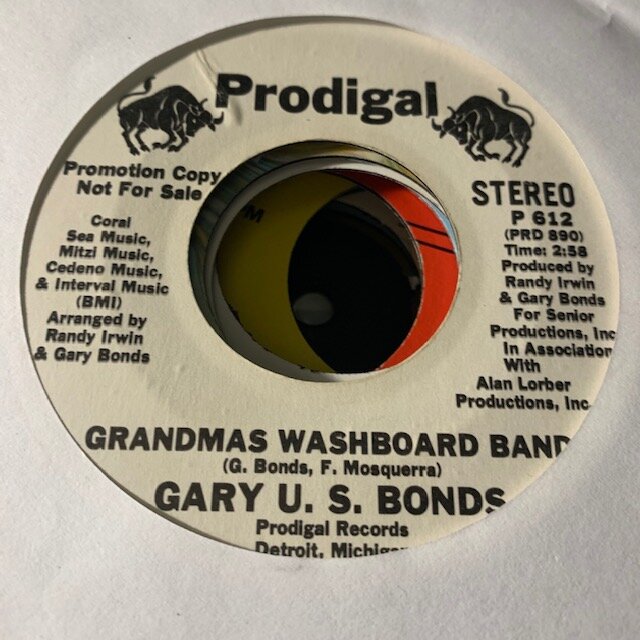 Prodigal
Promotion Copy
Not For Sale
Coral
Sea Music,
Mitzi Music,
Cedeno Music,
& Interval Music
(BMI)
Arranged by
Randy Irwin
& Gary Bonds
STEREO
P 612
(PRD 890)
Time: 2:58
Produced by
Randy Irwin
& Gary Bonds
For Senior
Productions, Inc
In Association
With
Alan Lorber
Productions, Inc.
GRANDMAS WASHBOARD BAND
(G. Bonds, F. Mosquerra)
GARY U. S. BONDS
Prodigal Records
Detroit, Michigan